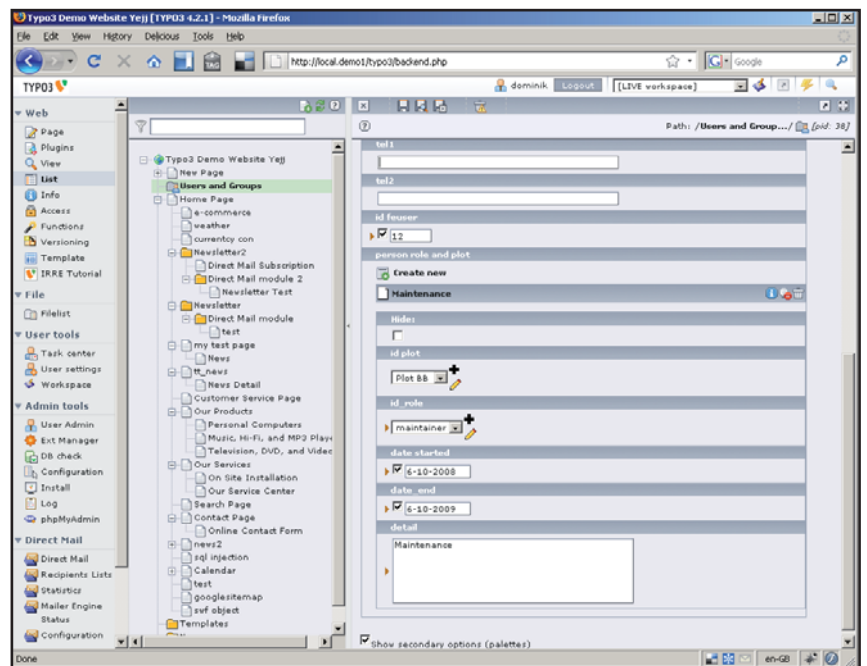 Typo3 Demo Website Yejj [TYPO3 4.2.1] - Mozilla Firefox
File Edit View History Delicious Tools Help
TAG
http://local.demo1/typo3/backend.php
Google
TYPO3
dominik Logout [LIVE workspace]
Web
Page
Plugins
View
List
Info
Access
Functions
Versioning
Template
IRRE Tutorial
File
Filelist
User tools
Task center
User settings
Workspace
Admin tools
User Admin
Ext Manager
DB check
Configuration
Install
Log
phpMyAdmin
Direct Mail
Direct Mail
Recipients Lists
Statistics
Mailer Engine
Status
Configuration
Typo3 Demo Website Yejj
New Page
Users and Groups
Home Page
e-commerce
weather
currentcy con
Newsletter2
Direct Mail Subscription
Direct Mail module 2
Newsletter Test
Newsletter
Direct Mail module
test
my test page
News
tt_news
News Detail
Customer Service Page
Our Products
Personal Computers
Music, Hi-Fi, and MP3 Playe
Television, DVD, and Video
Our Services
On Site Installation
Our Service Center
Search Page
Contact Page
Online Contact Form
news2
sql injection
Calendar
test
googlesitemap
svf object
Templates
Path: /Users and Group.../ [pid: 38]
tel1
tel2
id feuser
12
person role and plot
Create new
Maintenance
Hide:
id plot
Plot BB
id_role
maintainer
date started
6-10-2008
date_end
6-10-2009
detail
Maintenance
Show secondary options (palettes)
Done
en-GB